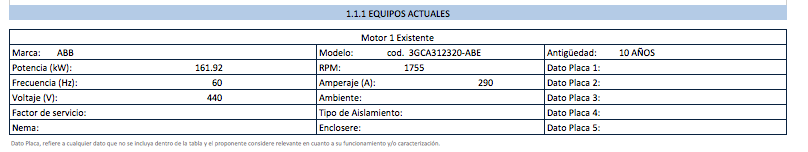 1.1.1 EQUIPOS ACTUALES
Motor 1 Existente
Marca: ABB Modelo: cod. 3GCA312320-ABE Antigüedad: 10 AÑOS
Potencia (kW): 161.92 RPM: 1755 Dato Placa 1:
Frecuencia (Hz): 60 Amperaje (A): 290 Dato Placa 2:
Voltaje (V): 440 Ambiente: Dato Placa 3:
Factor de servicio: Tipo de Aislamiento: Dato Placa 4:
Nema: Enclosere: Dato Placa 5:
Dato Placa, refiere a cualquier dato que no se incluya dentro de la tabla y el proponente considere relevante en cuanto a su funcionamiento y/o caracterización.